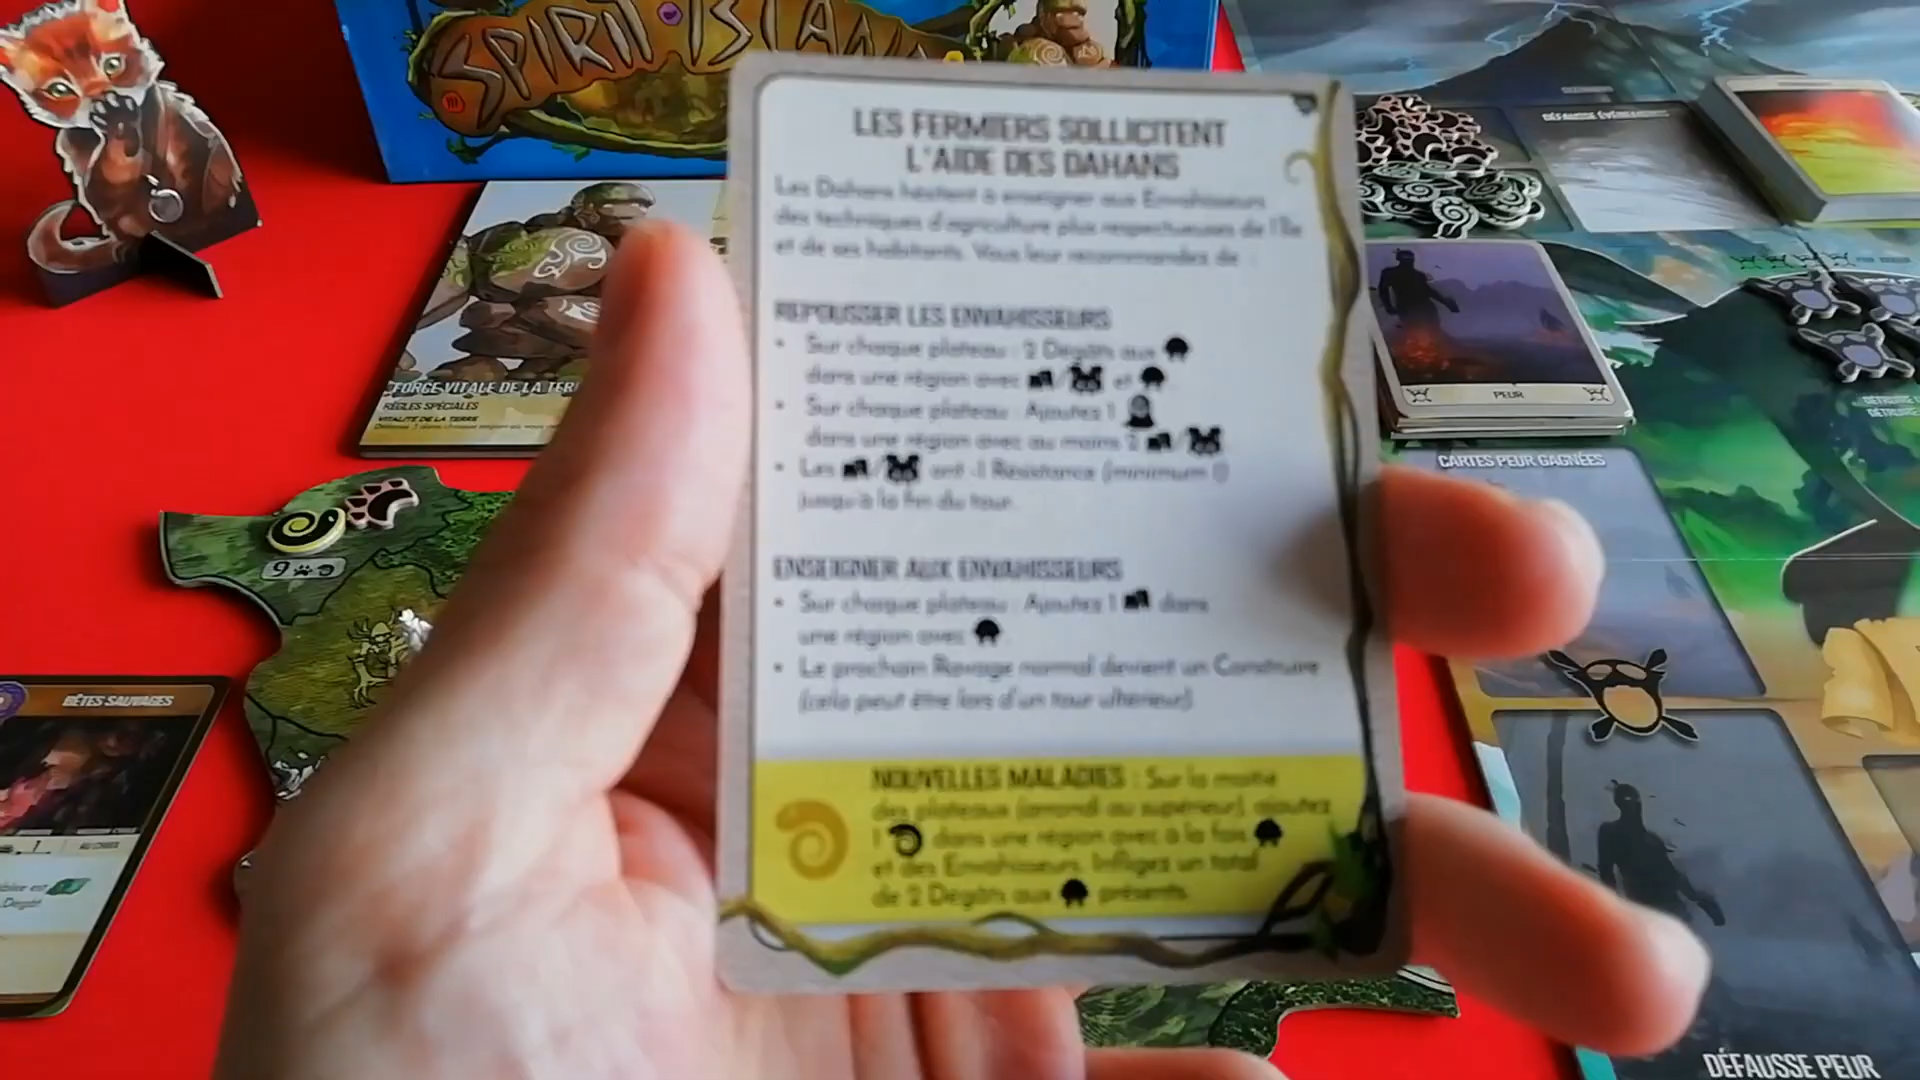 SPIRIT ISLAND
LES FERMIERS SOLLICITENT
L'AIDE DES DAHANS
Les Dahans hésitent à enseigner aux Envahisseurs
des techniques d'agriculture plus respectueuses de l'Île
et de ses habitants. Vous leur recommandez de :
REPOUSSER LES ENVAHISSEURS
• Sur chaque plateau : 2 Dégâts aux
dans une région avec / et
• Sur chaque plateau : Ajoutez 1
dans une région avec au moins 2 /
• Les / ont -1 Résistance (minimum 1)
jusqu'à la fin du tour.
ENSEIGNER AUX ENVAHISSEURS
• Sur chaque plateau : Ajoutez 1 dans
une région avec
• Le prochain Ravage normal devient un Construire
(cela peut être lors d'un tour ultérieur).
NOUVELLES MALADIES : Sur la moitié
des plateaux (arrondi au supérieur), ajoutez
1 dans une région avec à la fois
et des Envahisseurs. Infligez un total
de 2 Dégâts aux présents.
FORCE VITALE DE LA TER
RÈGLES SPÉCIALES
VITALITÉ DE LA TERRE
9
BÊTES SAUVAGES
1
AU CHOIX
DÉFAUSSE ÉVÉNEMENTS
PEUR
CARTES PEUR GAGNÉES
DÉFAUSSE PEUR